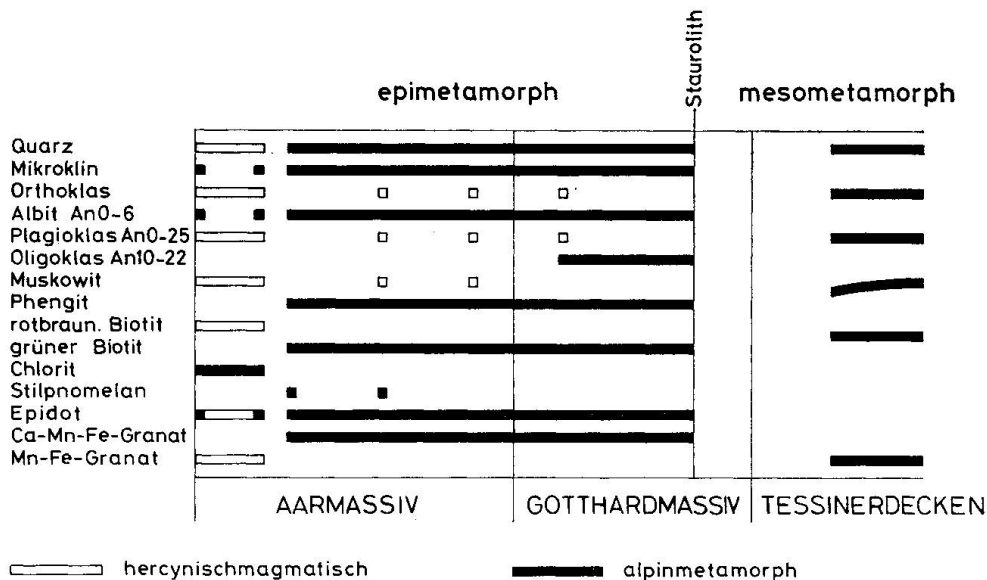 epimetamorph
Staurolith
mesometamorph
Quarz
Mikroklin
Orthoklas
Albit An0-6
Plagioklas An0-25
Oligoklas An10-22
Muskowit
Phengit
rotbraun. Biotit
grüner Biotit
Chlorit
Stilpnomelan
Epidot
Ca-Mn-Fe-Granat
Mn-Fe-Granat
AARMASSIV
GOTTHARDMASSIV
TESSINERDECKEN
hercynischmagmatisch
alpinmetamorph